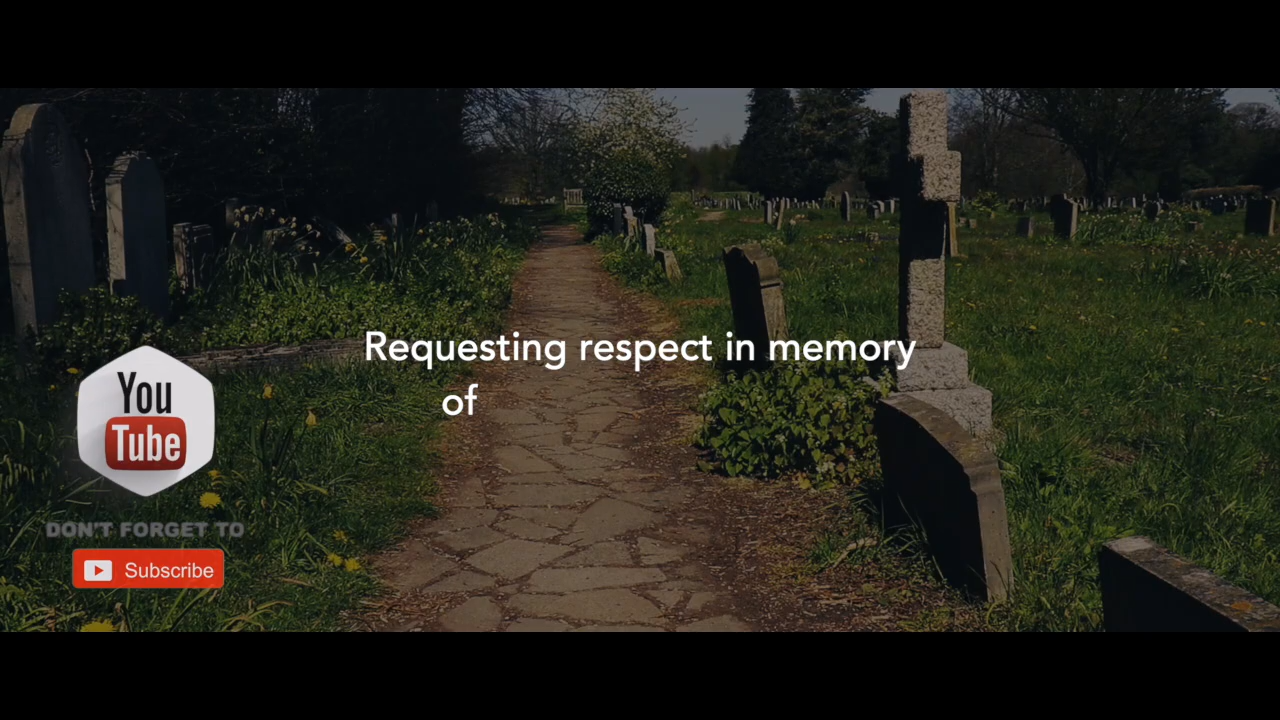 Requesting respect in memory
of
You
Tube
DON'T FORGET TO
Subscribe